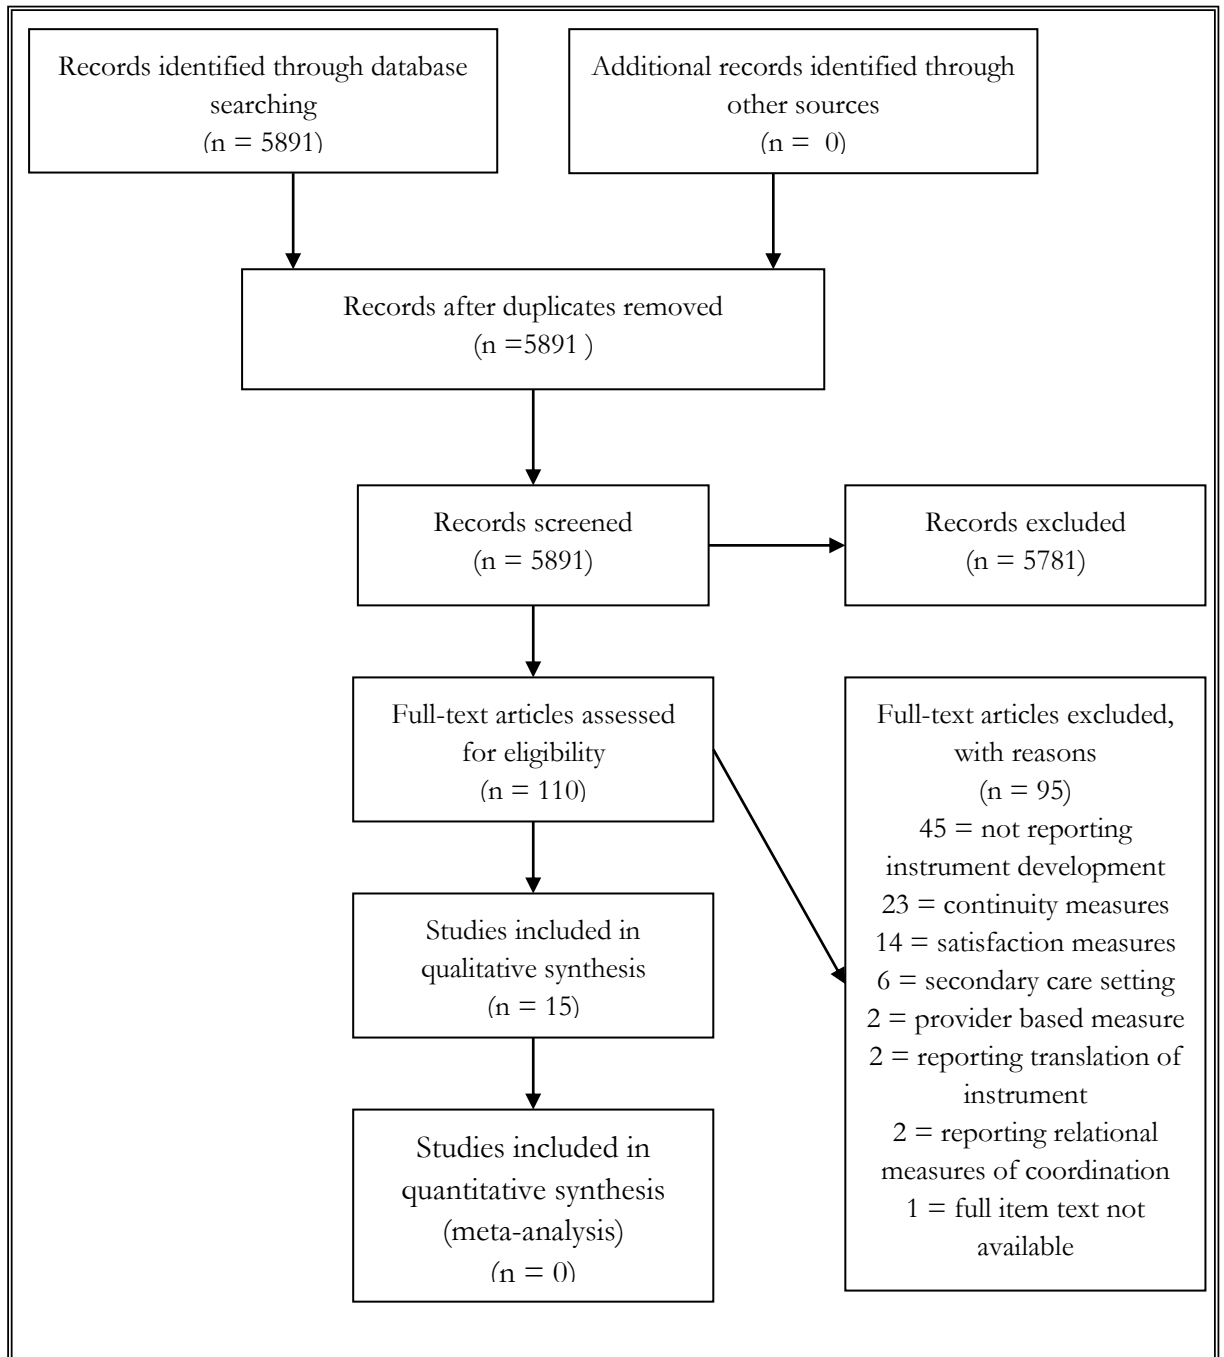 Records identified through database
searching
(n = 5891)
Additional records identified through
other sources
(n = 0)
Records after duplicates removed
(n =5891 )
Records screened
(n = 5891)
Records excluded
(n = 5781)
Full-text articles assessed
for eligibility
(n = 110)
Full-text articles excluded,
with reasons
(n = 95)
45 = not reporting
instrument development
23 = continuity measures
14 = satisfaction measures
6 = secondary care setting
2 = provider based measure
2 = reporting translation of
instrument
2 = reporting relational
measures of coordination
1 = full item text not
available
Studies included in
qualitative synthesis
(n = 15)
Studies included in
quantitative synthesis
(meta-analysis)
(n = 0)